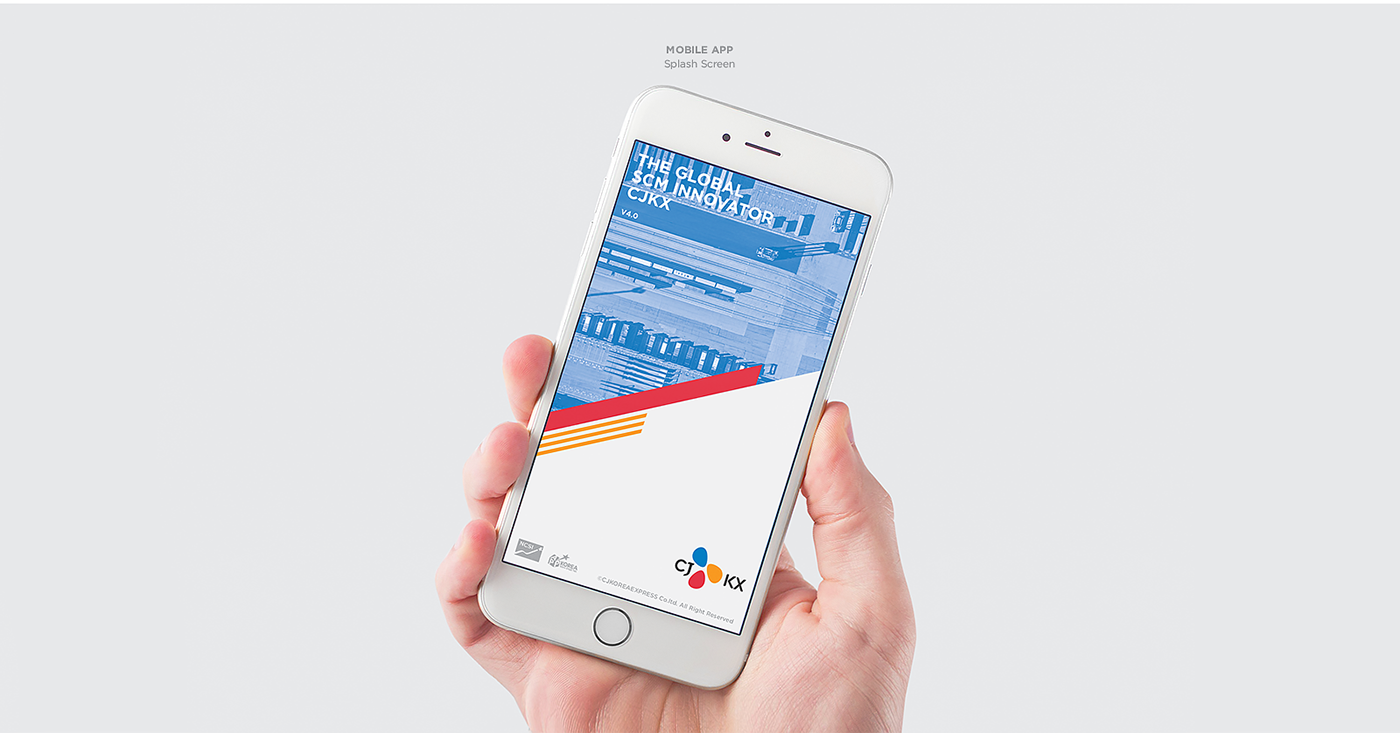 MOBILE APP
Splash Screen
THE GLOBAL
SCM INNOVATOR
CJKX
V4.0
NCSI
KOREA
CJ KX
©CJKOREAEXPRESS Co.ltd. All Right Reserved